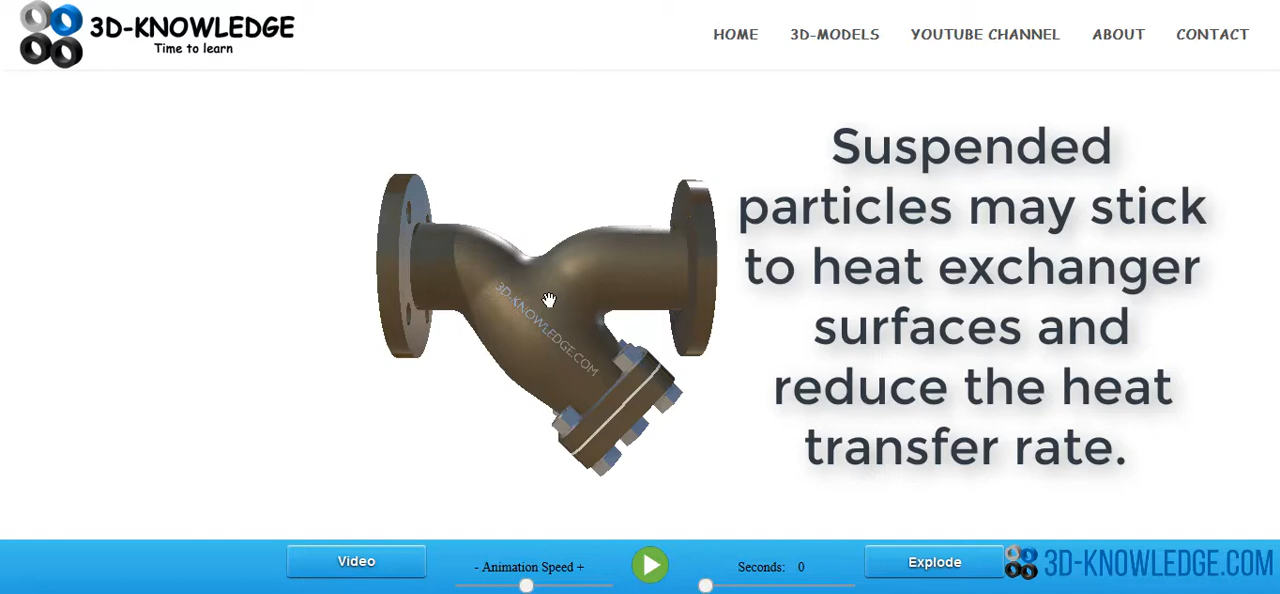 3D-KNOWLEDGE
Time to learn
HOME 3D-MODELS YOUTUBE CHANNEL ABOUT CONTACT
Suspended
particles may stick
to heat exchanger
surfaces and
reduce the heat
transfer rate.
3D-KNOWLEDGE.COM
Video
- Animation Speed +
Seconds: 0
Explode
3D-KNOWLEDGE.COM